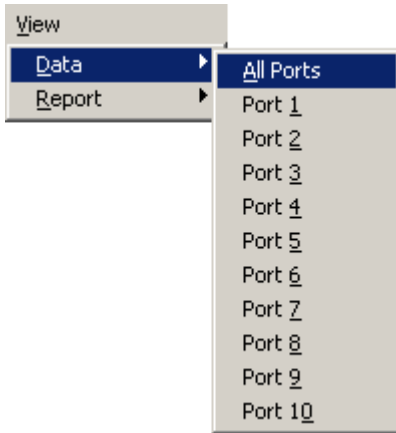 View
Data
Report
All Ports
Port 1
Port 2
Port 3
Port 4
Port 5
Port 6
Port 7
Port 8
Port 9
Port 10